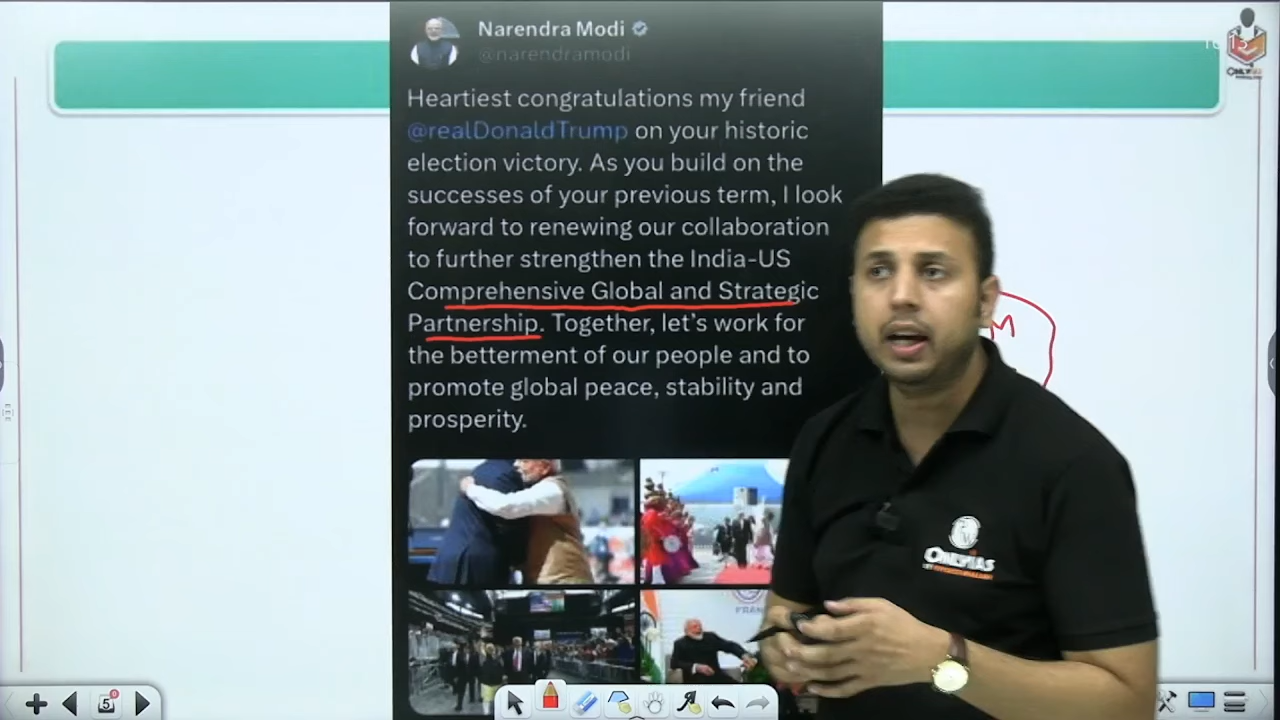 Narendra Modi
@narendramodi
Heartiest congratulations my friend
@realDonaldTrump on your historic
election victory. As you build on the
successes of your previous term, I look
forward to renewing our collaboration
to further strengthen the India-US
Comprehensive Global and Strategic
Partnership. Together, let's work for
the betterment of our people and to
promote global peace, stability and
prosperity.
M
ONLYIAS
ONLYIAS
5